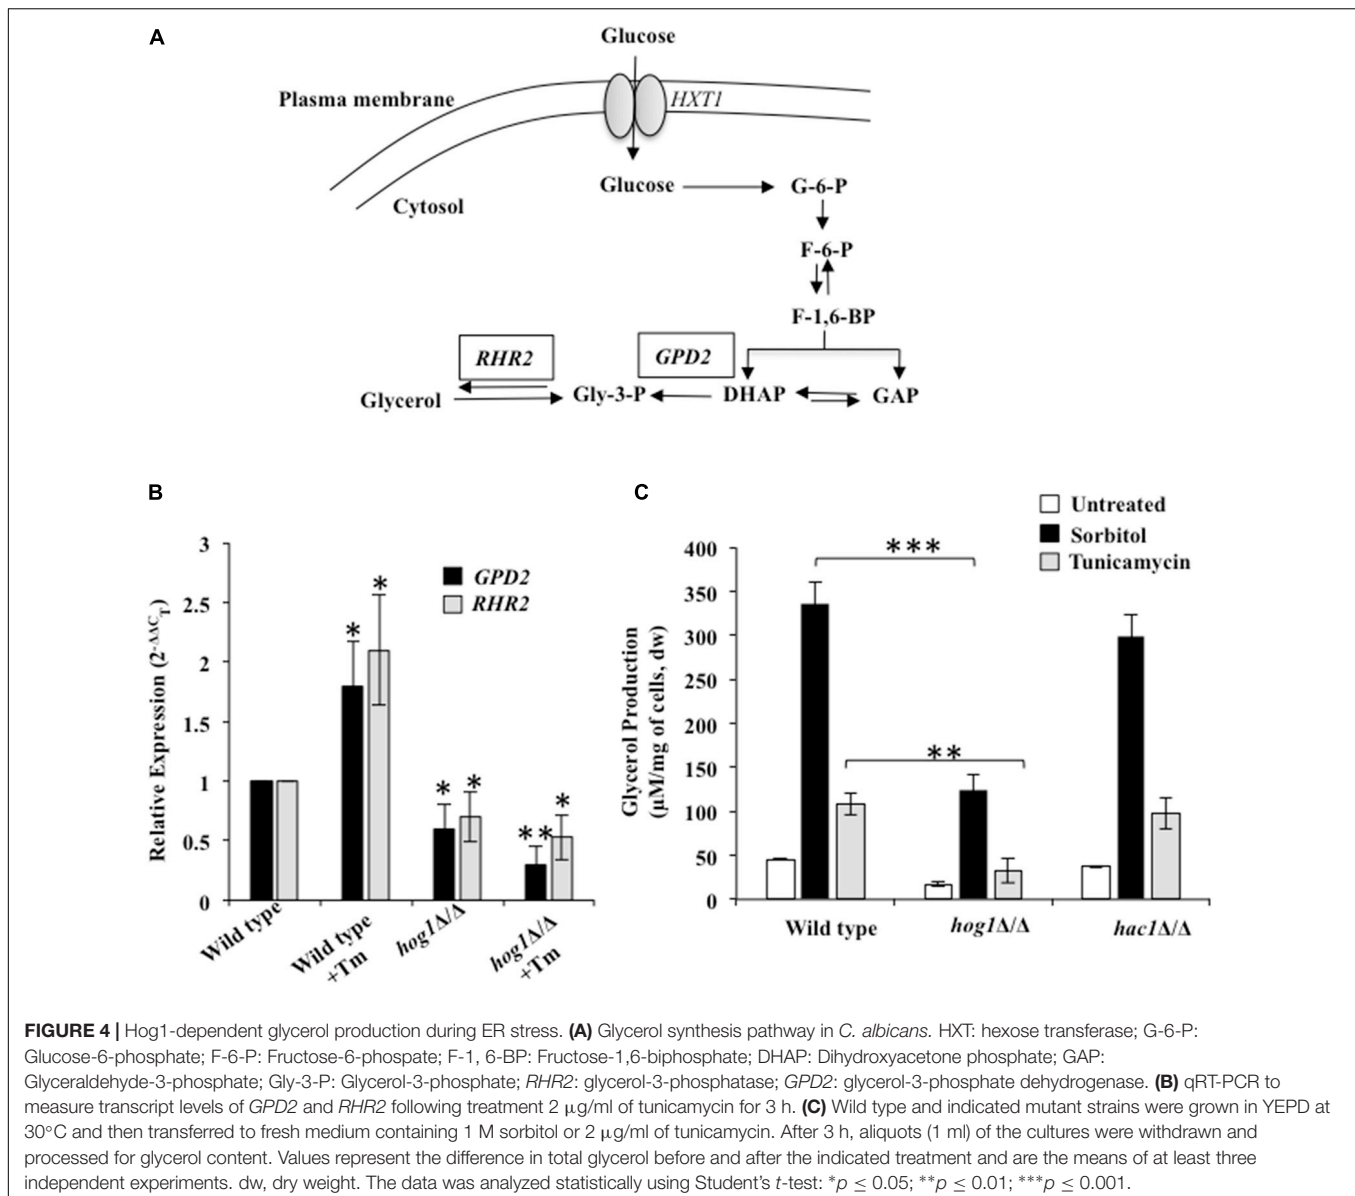 A
Glucose
Plasma membrane
HXT1
Glucose
G-6-P
Cytosol
F-6-P
F-1,6-BP
RHR2
GPD2
Glycerol
Gly-3-P
DHAP
GAP
B
3
2.5
2
1.5
1
0.5
0
Relative Expression (2-ΔΔCT)
GPD2
RHR2
*
*
*
*
**
*
Wild type
Wild type
+Tm
hog1Δ/Δ
hog1Δ/Δ
+Tm
C
Untreated
Sorbitol
Tunicamycin
400
350
300
250
200
150
100
50
0
Glycerol Production
(μM/mg of cells, dw)
***
**
Wild type
hog1Δ/Δ
hac1Δ/Δ
FIGURE 4 | Hog1-dependent glycerol production during ER stress. (A) Glycerol synthesis pathway in C. albicans. HXT: hexose transferase; G-6-P:
Glucose-6-phosphate; F-6-P: Fructose-6-phospate; F-1, 6-BP: Fructose-1,6-biphosphate; DHAP: Dihydroxyacetone phosphate; GAP:
Glyceraldehyde-3-phosphate; Gly-3-P: Glycerol-3-phosphate; RHR2: glycerol-3-phosphatase; GPD2: glycerol-3-phosphate dehydrogenase. (B) qRT-PCR to
measure transcript levels of GPD2 and RHR2 following treatment 2 μg/ml of tunicamycin for 3 h. (C) Wild type and indicated mutant strains were grown in YEPD at
30°C and then transferred to fresh medium containing 1 M sorbitol or 2 μg/ml of tunicamycin. After 3 h, aliquots (1 ml) of the cultures were withdrawn and
processed for glycerol content. Values represent the difference in total glycerol before and after the indicated treatment and are the means of at least three
independent experiments. dw, dry weight. The data was analyzed statistically using Student's t-test: *p ≤ 0.05; **p ≤ 0.01; ***p ≤ 0.001.